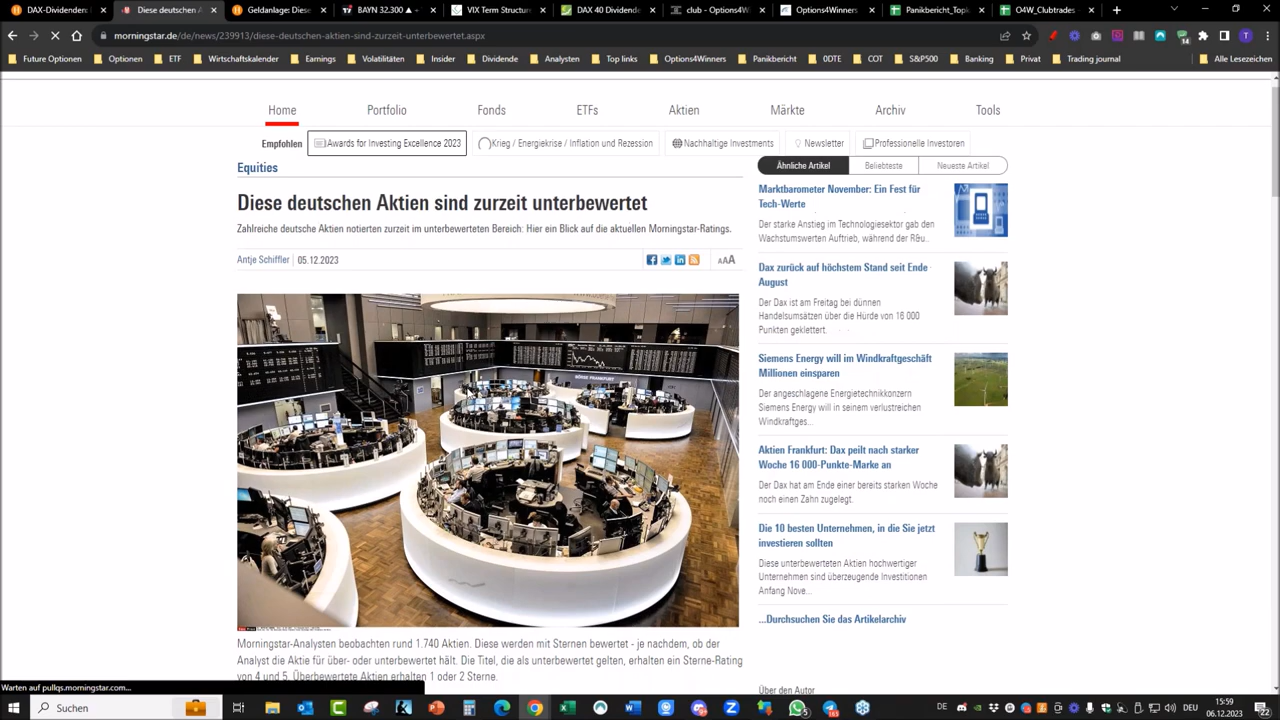 DAX-Dividen
Diese deutschen A
Geldanlage: Diese
BAYN 32.300 ▲
VIX Term Structur
DAX 40 Dividende
club - Options4W
Options4Winners
Panikbericht_Topk
O4W_Clubtrades
morningstar.de/de/news/239913/diese-deutschen-aktien-sind-zurzeit-unterbewertet.aspx
Future Optionen
Optionen
ETF
Wirtschaftskalender
Earnings
Volatilitäten
Insider
Dividende
Analysten
Top links
Options4Winners
Panikbericht
0DTE
COT
S&P500
Banking
Privat
Trading journal
Alle Lesezeichen
Home
Portfolio
Fonds
ETFs
Aktien
Märkte
Archiv
Tools
Empfohlen
Awards for Investing Excellence 2023
Krieg / Energiekrise / Inflation und Rezession
Nachhaltige Investments
Newsletter
Professionelle Investoren
Equities
Diese deutschen Aktien sind zurzeit unterbewertet
Zahlreiche deutsche Aktien notierten zurzeit im unterbewerteten Bereich: Hier ein Blick auf die aktuellen Morningstar-Ratings.
Antje Schiffler
05.12.2023
AAA
BÖRSE FRANKFURT
Morningstar-Analysten beobachten rund 1.740 Aktien. Diese werden mit Sternen bewertet - je nachdem, ob der
Analyst die Aktie für über- oder unterbewertet hält. Die Titel, die als unterbewertet gelten, erhalten ein Sterne-Rating
von 4 und 5. Überbewertete Aktien erhalten 1 oder 2 Sterne.
Ähnliche Artikel
Beliebteste
Neueste Artikel
Marktbarometer November: Ein Fest für
Tech-Werte
Der starke Anstieg im Technologiesektor gab den
Wachstumswerten Auftrieb, während der R&u..
Dax zurück auf höchstem Stand seit Ende
August
Der Dax ist am Freitag bei dünnen
Handelsumsätzen über die Hürde von 16 000
Punkten geklettert.
Siemens Energy will im Windkraftgeschäft
Millionen einsparen
Der angeschlagene Energietechnikkonzern
Siemens Energy will in seinem verlustreichen
Windkraftges...
Aktien Frankfurt: Dax peilt nach starker
Woche 16 000-Punkte-Marke an
Der Dax hat am Ende einer bereits starken Woche
noch einen Zahn zugelegt.
Die 10 besten Unternehmen, in die Sie jetzt
investieren sollten
Diese unterbewerteten Aktien hochwertiger
Unternehmen sind überzeugende Investitionen
Anfang Nove...
...Durchsuchen Sie das Artikelarchiv
Über den Autor
Warten auf pullqs.morningstar.com...
Suchen
DE
DEU
15:59
06.12.2023